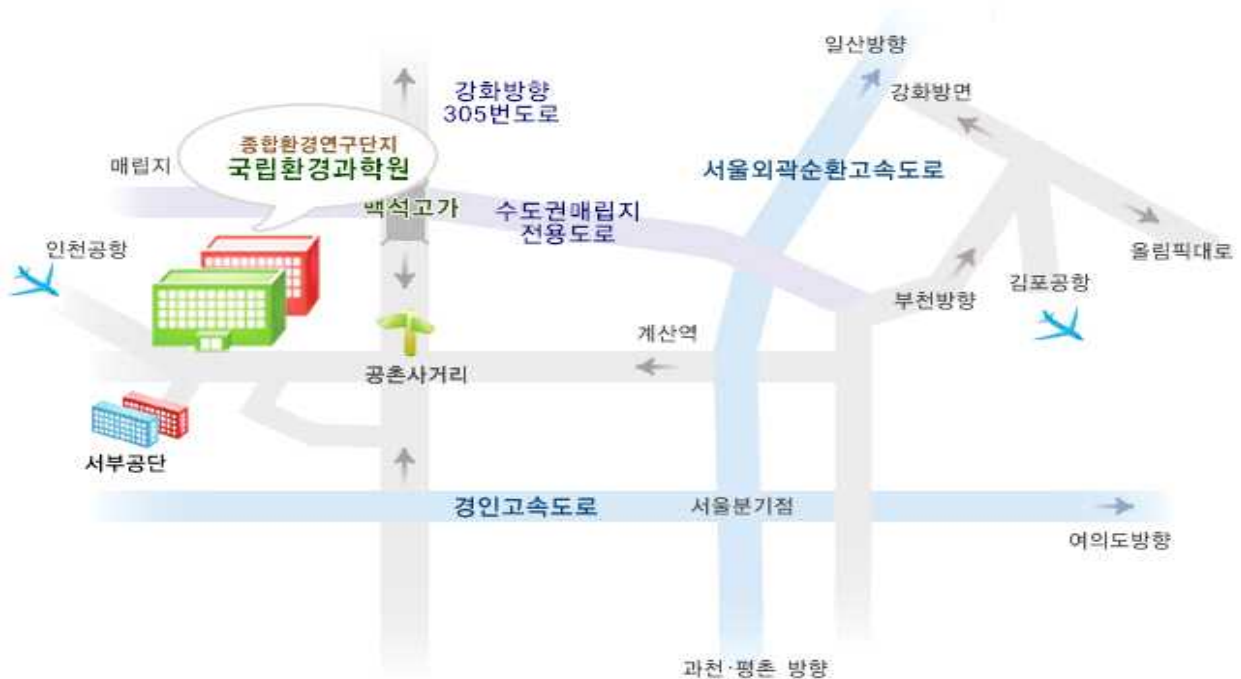 일산방향
강화방향
305번도로
강화방면
종합환경연구단지
국립환경과학원
매립지
서울외곽순환고속도로
백석고가
수도권매립지
전용도로
인천공항
올림픽대로
김포공항
부천방향
계산역
공촌사거리
서부공단
경인고속도로
서울분기점
여의도방향
과천·평촌 방향